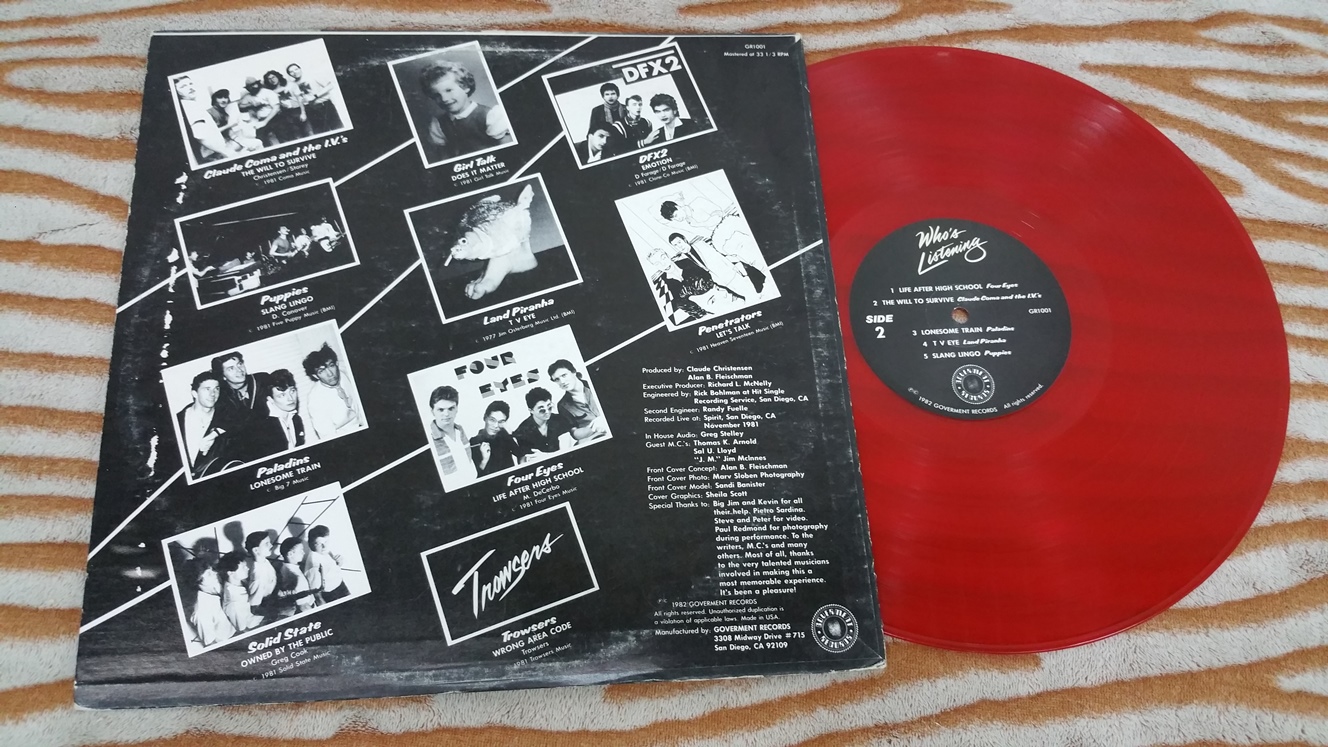 GR1001
Mastered at 33 1/3 RPM
Claude Coma and the I.V.'s
THE WILL TO SURVIVE
Christensen/Storey
© 1981 Coma Music
Girl Talk
DOES IT MATTER
© 1981 Girl Talk Music
DFX2
DFX2
EMOTION
D Farage/D Farage
© 1981 Clone Co Music (BMI)
Puppies
SLANG LINGO
D. Canover
© 1981 Five Puppy Music (BMI)
Land Piranha
T V EYE
© 1977 Jim Osterberg Music Ltd. (BMI)
Penetrators
LET'S TALK
© 1981 Heaven Seventeen Music (BMI)
Paladins
LONESOME TRAIN
© Big 7 Music
FOUR
EYES
Four Eyes
LIFE AFTER HIGH SCHOOL
M. DeCerbo
© 1981 Four Eyes Music
Solid State
OWNED BY THE PUBLIC
Greg Cook
© 1981 Solid State Music
Trowsers
Trowsers
WRONG AREA CODE
Trowsers
1981 Trowsers Music
Produced by: Claude Christensen
Alan B. Fleischman
Executive Producer: Richard L. McNelly
Engineered by: Rick Bohlman at Hit Single
Recording Service, San Diego, CA
Second Engineer: Randy Fuelle
Recorded Live at: Spirit, San Diego, CA
November 1981
In House Audio: Greg Stelley
Guest M.C.'s: Thomas K. Arnold
Sal U. Lloyd
"J. M." Jim McInnes
Front Cover Concept: Alan B. Fleischman
Front Cover Photo: Marv Sloben Photography
Front Cover Model: Sandi Banister
Cover Graphics: Sheila Scott
Special Thanks to: Big Jim and Kevin for all
their help. Pietro Sardina.
Steve and Peter for video.
Paul Redmond for photography
during performance. To the
writers, M.C.'s and many
others. Most of all, thanks
to the very talented musicians
involved in making this a
most memorable experience.
It's been a pleasure!
℗© 1982 GOVERMENT RECORDS
All rights reserved. Unauthorized duplication is
a violation of applicable laws. Made in USA.
Manufactured by: GOVERMENT RECORDS
3308 Midway Drive #715
San Diego, CA 92109
Who's
Listening
1 LIFE AFTER HIGH SCHOOL Four Eyes
2 THE WILL TO SURVIVE Claude Coma and the I.V.'s
GR1001
SIDE
2
3 LONESOME TRAIN Paladins
4 T V EYE Land Piranha
5 SLANG LINGO Puppies
GOVERMENT
RECORDS
℗© 1982 GOVERMENT RECORDS All rights reserved.